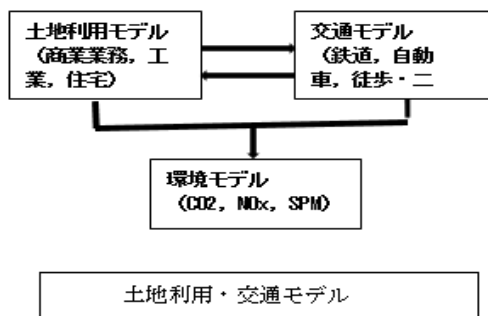 土地利用モデル
（商業業務，工
業，住宅）
交通モデル
（鉄道，自動
車，徒歩・二
環境モデル
（CO2，NOx，SPM）
土地利用・交通モデル